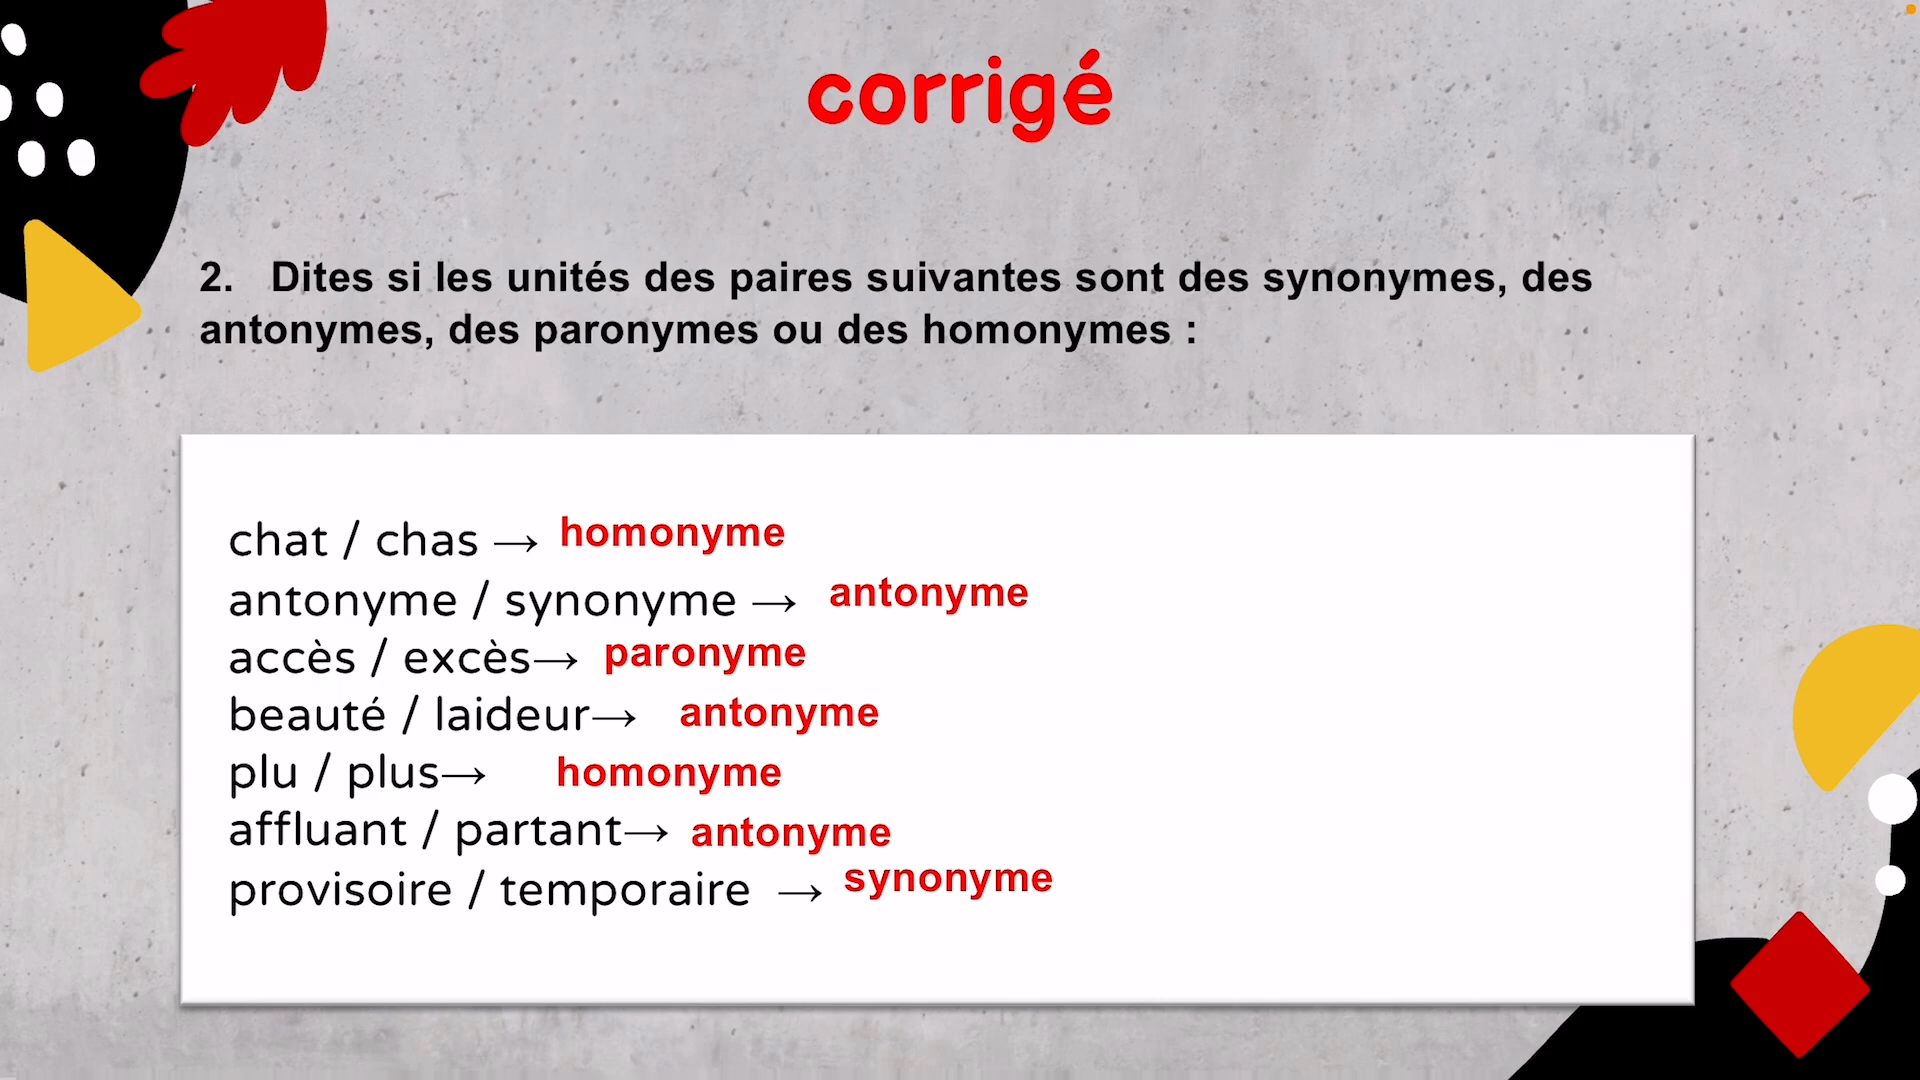 corrigé
2. Dites si les unités des paires suivantes sont des synonymes, des
antonymes, des paronymes ou des homonymes :
chat / chas → homonyme
antonyme / synonyme → antonyme
accès / excès→ paronyme
beauté / laideur→ antonyme
plu / plus→ homonyme
affluant / partant→ antonyme
provisoire / temporaire → synonyme